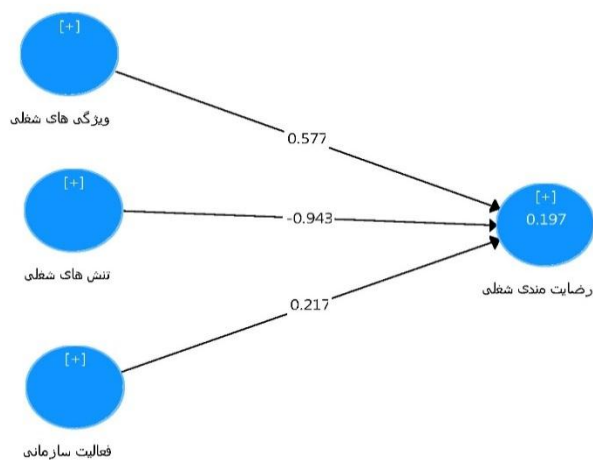 [+]
ویژگی های شغلی
0.577
[+]
تنش های شغلی
-0.943
[+]
0.197
رضایت مندی شغلی
0.217
[+]
فعالیت سازمانی